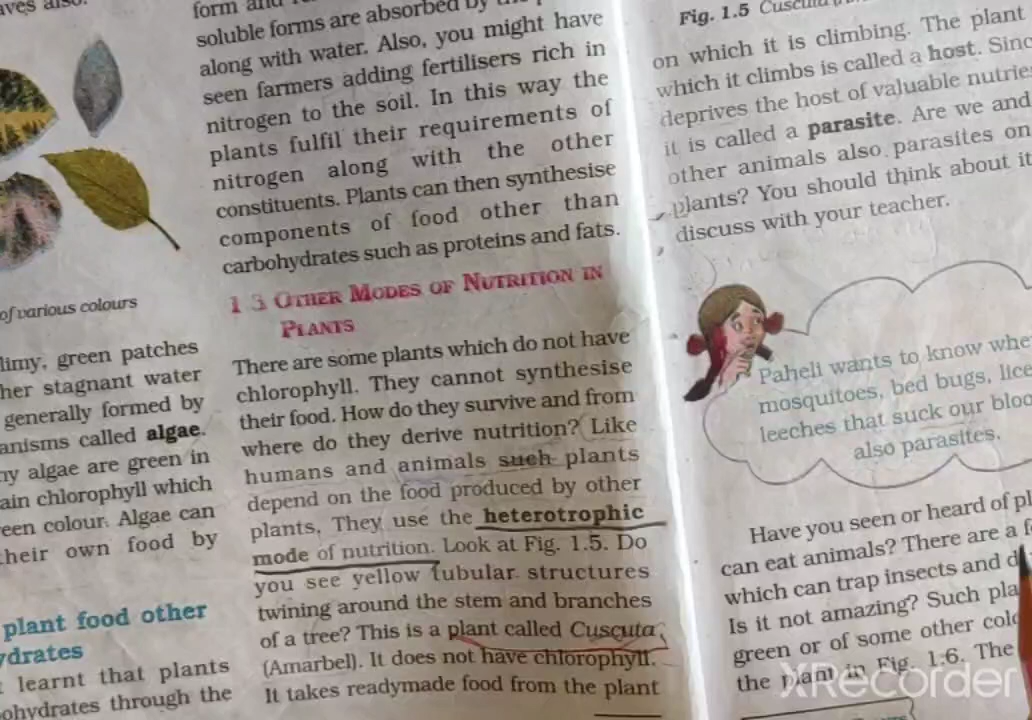 aves also.
of various colours
limy, green patches
her stagnant water
generally formed by
anisms called algae.
ny algae are green in
ain chlorophyll which
een colour. Algae can
their own food by
plant food other
ydrates
learnt that plants
ohydrates through the
form and
soluble forms are absorbed by the
along with water. Also, you might have
seen farmers adding fertilisers rich in
nitrogen to the soil. In this way the
plants fulfil their requirements of
nitrogen along with the other
constituents. Plants can then synthesise
components of food other than
carbohydrates such as proteins and fats.
1.3 OTHER MODES OF NUTRITION IN
PLANTS
There are some plants which do not have
chlorophyll. They cannot synthesise
their food. How do they survive and from
where do they derive nutrition? Like
humans and animals such plants
depend on the food produced by other
plants. They use the heterotrophic
mode of nutrition. Look at Fig. 1.5. Do
you see yellow tubular structures
twining around the stem and branches
of a tree? This is a plant called Cuscuta
(Amarbel). It does not have chlorophyll.
It takes readymade food from the plant
Fig. 1.5 Cuscuta
on which it is climbing. The plant
which it climbs is called a host. Sinc
deprives the host of valuable nutrie
it is called a parasite. Are we and
other animals also parasites on
plants? You should think about it
discuss with your teacher.
Paheli wants to know whe
mosquitoes, bed bugs, lice
leeches that suck our bloo
also parasites.
Have you seen or heard of pl
can eat animals? There are a f
which can trap insects and d
Is it not amazing? Such pla
green or of some other colo
the plant in Fig. 1.6. The
XRecorder